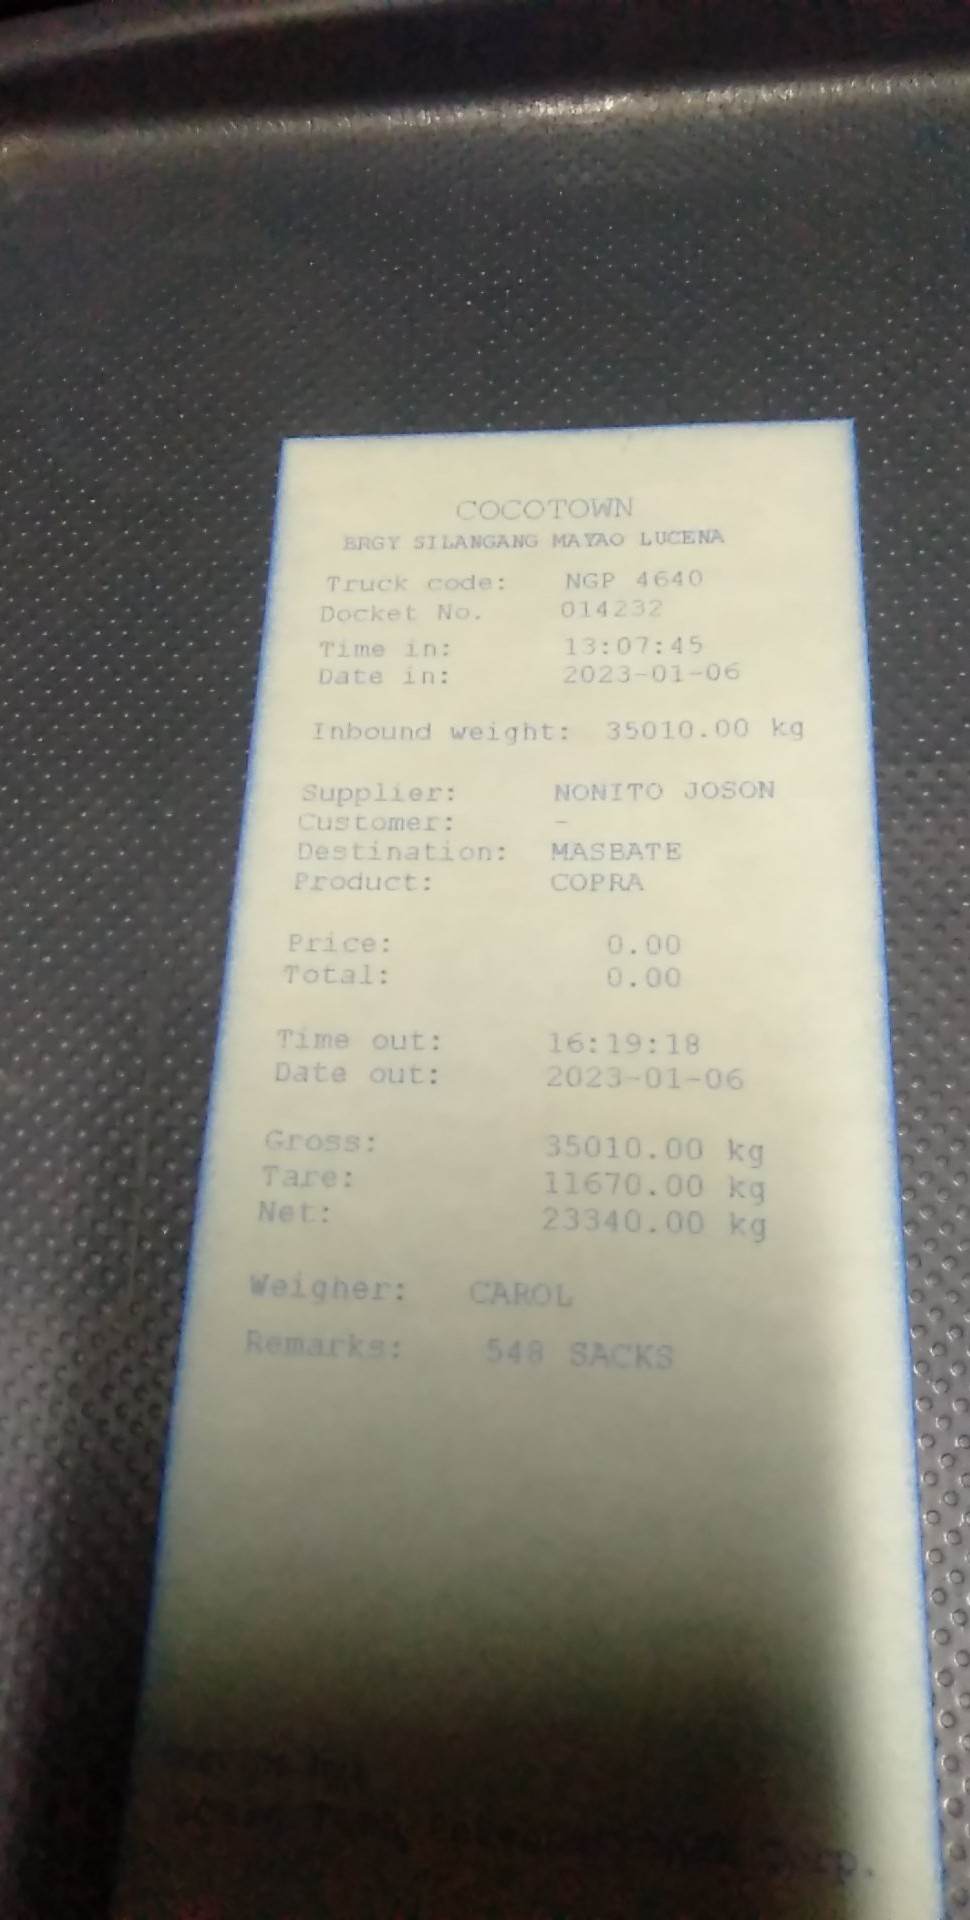 COCOTOWN
BRGY SILANGANG MAYAO LUCENA
Truck code: NGP 4640
Docket No. 014232
Time in: 13:07:45
Date in: 2023-01-06
Inbound weight: 35010.00 kg
Supplier: NONITO JOSON
Customer: -
Destination: MASBATE
Product: COPRA
Price: 0.00
Total: 0.00
Time out: 16:19:18
Date out: 2023-01-06
Gross: 35010.00 kg
Tare: 11670.00 kg
Net: 23340.00 kg
Weigher: CAROL
Remarks: 548 SACKS